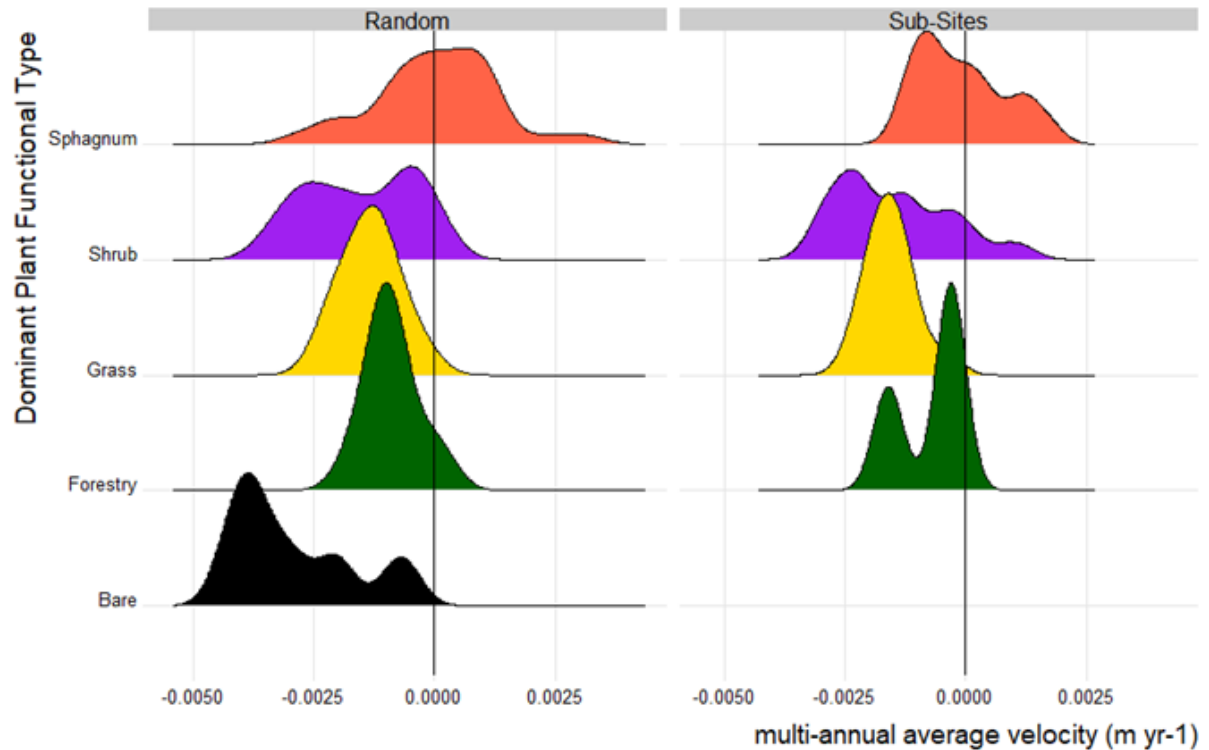 Random
Sub-Sites
Dominant Plant Functional Type
Sphagnum
Shrub
Grass
Forestry
Bare
-0.0050 -0.0025 0.0000 0.0025
-0.0050 -0.0025 0.0000 0.0025
multi-annual average velocity (m yr-1)